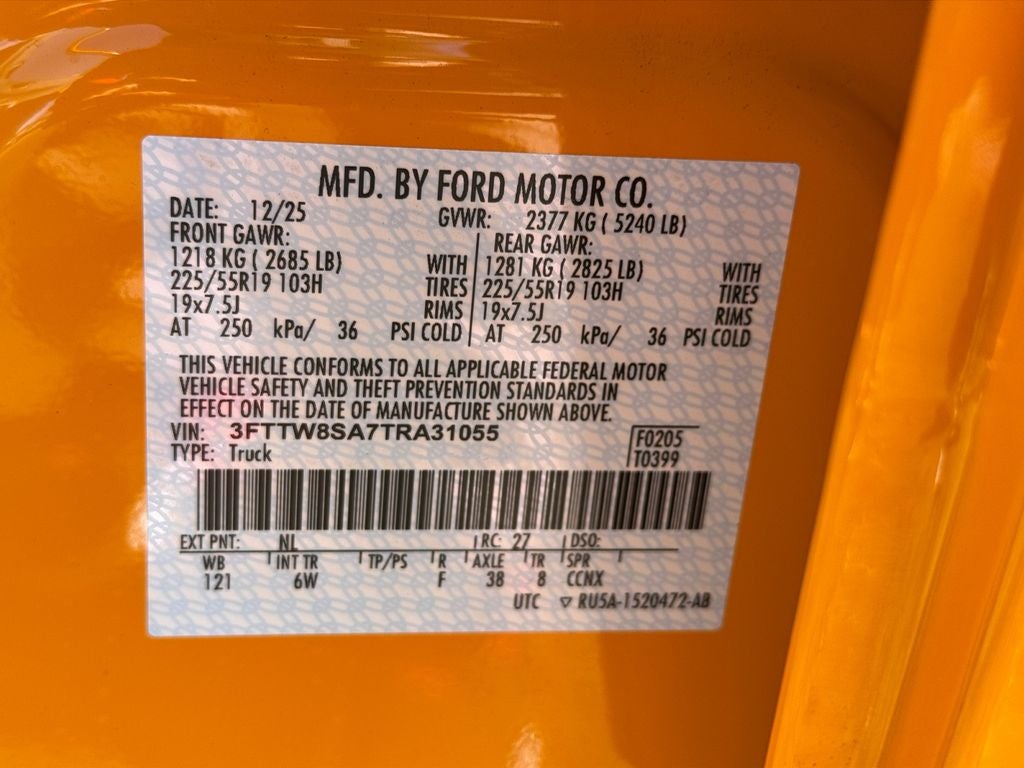 MFD. BY FORD MOTOR CO.
DATE: 12/25 GVWR: 2377 KG ( 5240 LB)
FRONT GAWR: REAR GAWR:
1218 KG ( 2685 LB) WITH 1281 KG ( 2825 LB) WITH
225/55R19 103H TIRES 225/55R19 103H TIRES
19x7.5J RIMS 19x7.5J RIMS
AT 250 kPa/ 36 PSI COLD AT 250 kPa/ 36 PSI COLD
THIS VEHICLE CONFORMS TO ALL APPLICABLE FEDERAL MOTOR
VEHICLE SAFETY AND THEFT PREVENTION STANDARDS IN
EFFECT ON THE DATE OF MANUFACTURE SHOWN ABOVE.
VIN: 3FTTW8SA7TRA31055 F0205
TYPE: Truck T0399
EXT PNT: NL RC: 27 DSO:
WB INT TR TP/PS R AXLE TR SPR
121 6W F 38 8 CCNX
UTC ▽ RU5A-1520472-AB